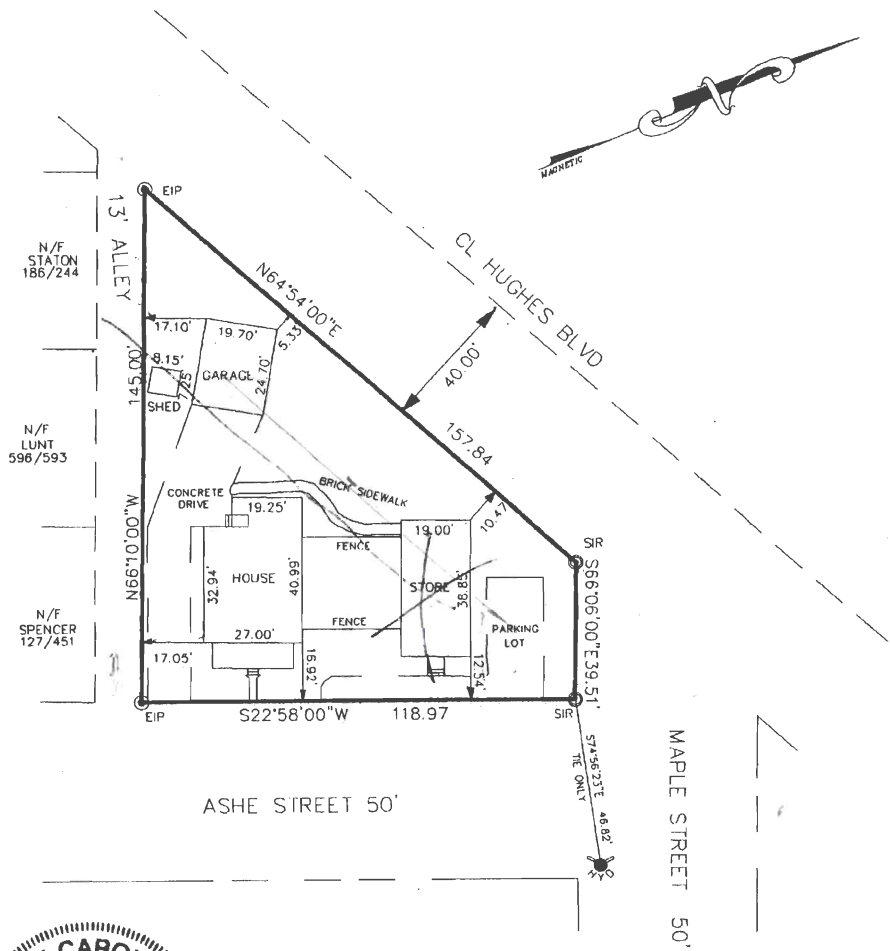 MAGNETIC
N
EIP
13' ALLEY
N/F
STATON
186/244
N64°54'00"E
CL HUGHES BLVD
17.10'
19.70'
5.33
40.00'
8.15'
7.25
GARAGE
24.70'
145.00'
SHED
N/F
LUNT
596/593
157.84
CONCRETE
DRIVE
BRICK SIDEWALK
19.25'
19.00'
10.47
SIR
FENCE
N66°10'00"W
32.94'
HOUSE
40.99'
STORE
38.85'
S66°06'00"E
39.51'
N/F
SPENCER
127/451
FENCE
PARKING
LOT
27.00'
17.05'
16.92'
12.54'
EIP
S22°58'00"W
118.97
SIR
S74°56'23"E
46.82'
TIE ONLY
ASHE STREET 50'
MAPLE STREET 50'
HYD
CARO